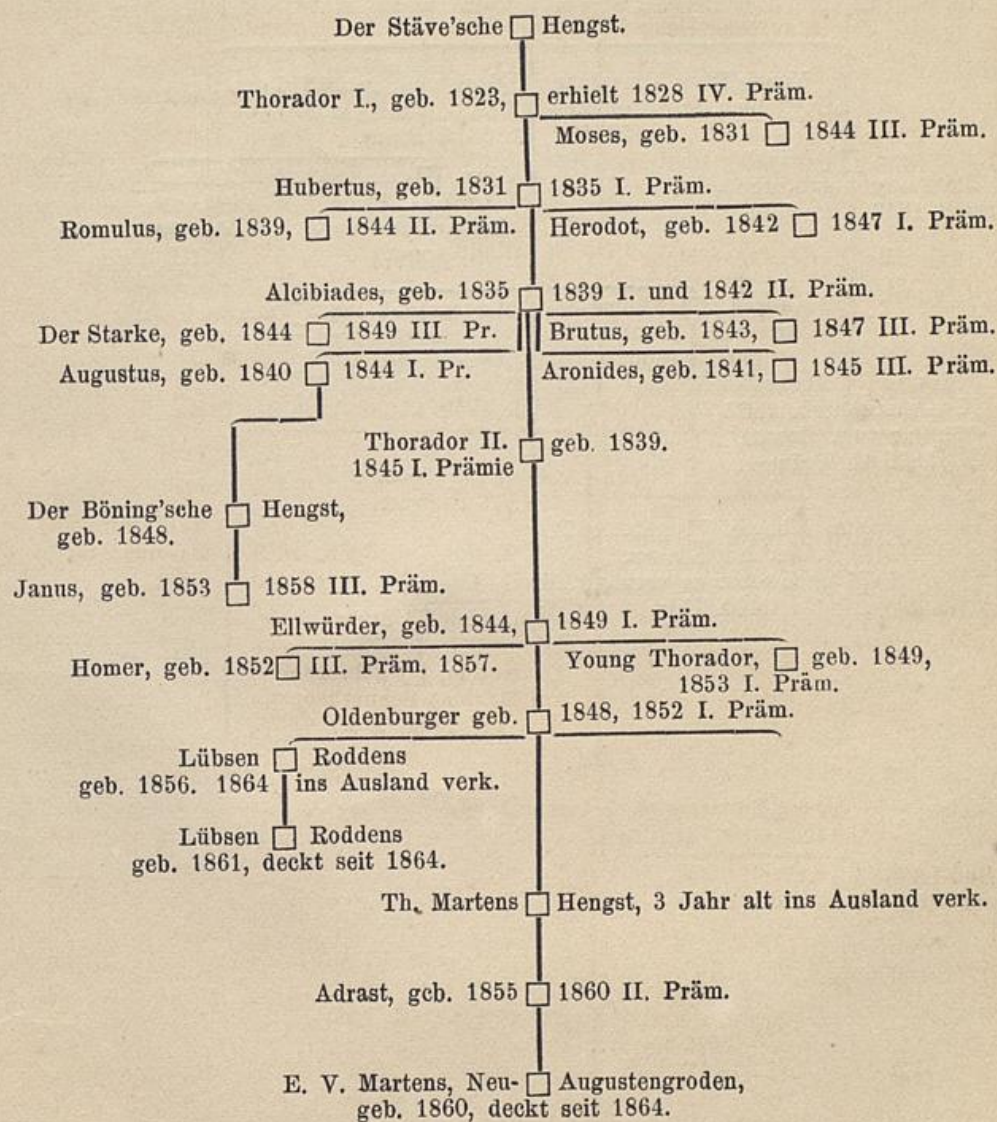 Der Stäve'sche Hengst.
Thorador I., geb. 1823, erhielt 1828 IV. Präm.
Moses, geb. 1831 1844 III. Präm.
Hubertus, geb. 1831 1835 I. Präm.
Romulus, geb. 1839, 1844 II. Präm. Herodot, geb. 1842 1847 I. Präm.
Alcibiades, geb. 1835 1839 I. und 1842 II. Präm.
Der Starke, geb. 1844 1849 III. Pr. Brutus, geb. 1843, 1847 III. Präm.
Augustus, geb. 1840 1844 I. Pr. Aronides, geb. 1841, 1845 III. Präm.
Thorador II. geb. 1839.
1845 I. Prämie
Der Böning'sche Hengst,
geb. 1848.
Janus, geb. 1853 1858 III. Präm.
Ellwürder, geb. 1844, 1849 I. Präm.
Homer, geb. 1852 III. Präm. 1857. Young Thorador, geb. 1849,
1853 I. Präm.
Oldenburger geb. 1848, 1852 I. Präm.
Lübsen Roddens
geb. 1856. 1864 ins Ausland verk.
Lübsen Roddens
geb. 1861, deckt seit 1864.
Th. Martens Hengst, 3 Jahr alt ins Ausland verk.
Adrast, geb. 1855 1860 II. Präm.
E. V. Martens, Neu- Augustengroden,
geb. 1860, deckt seit 1864.